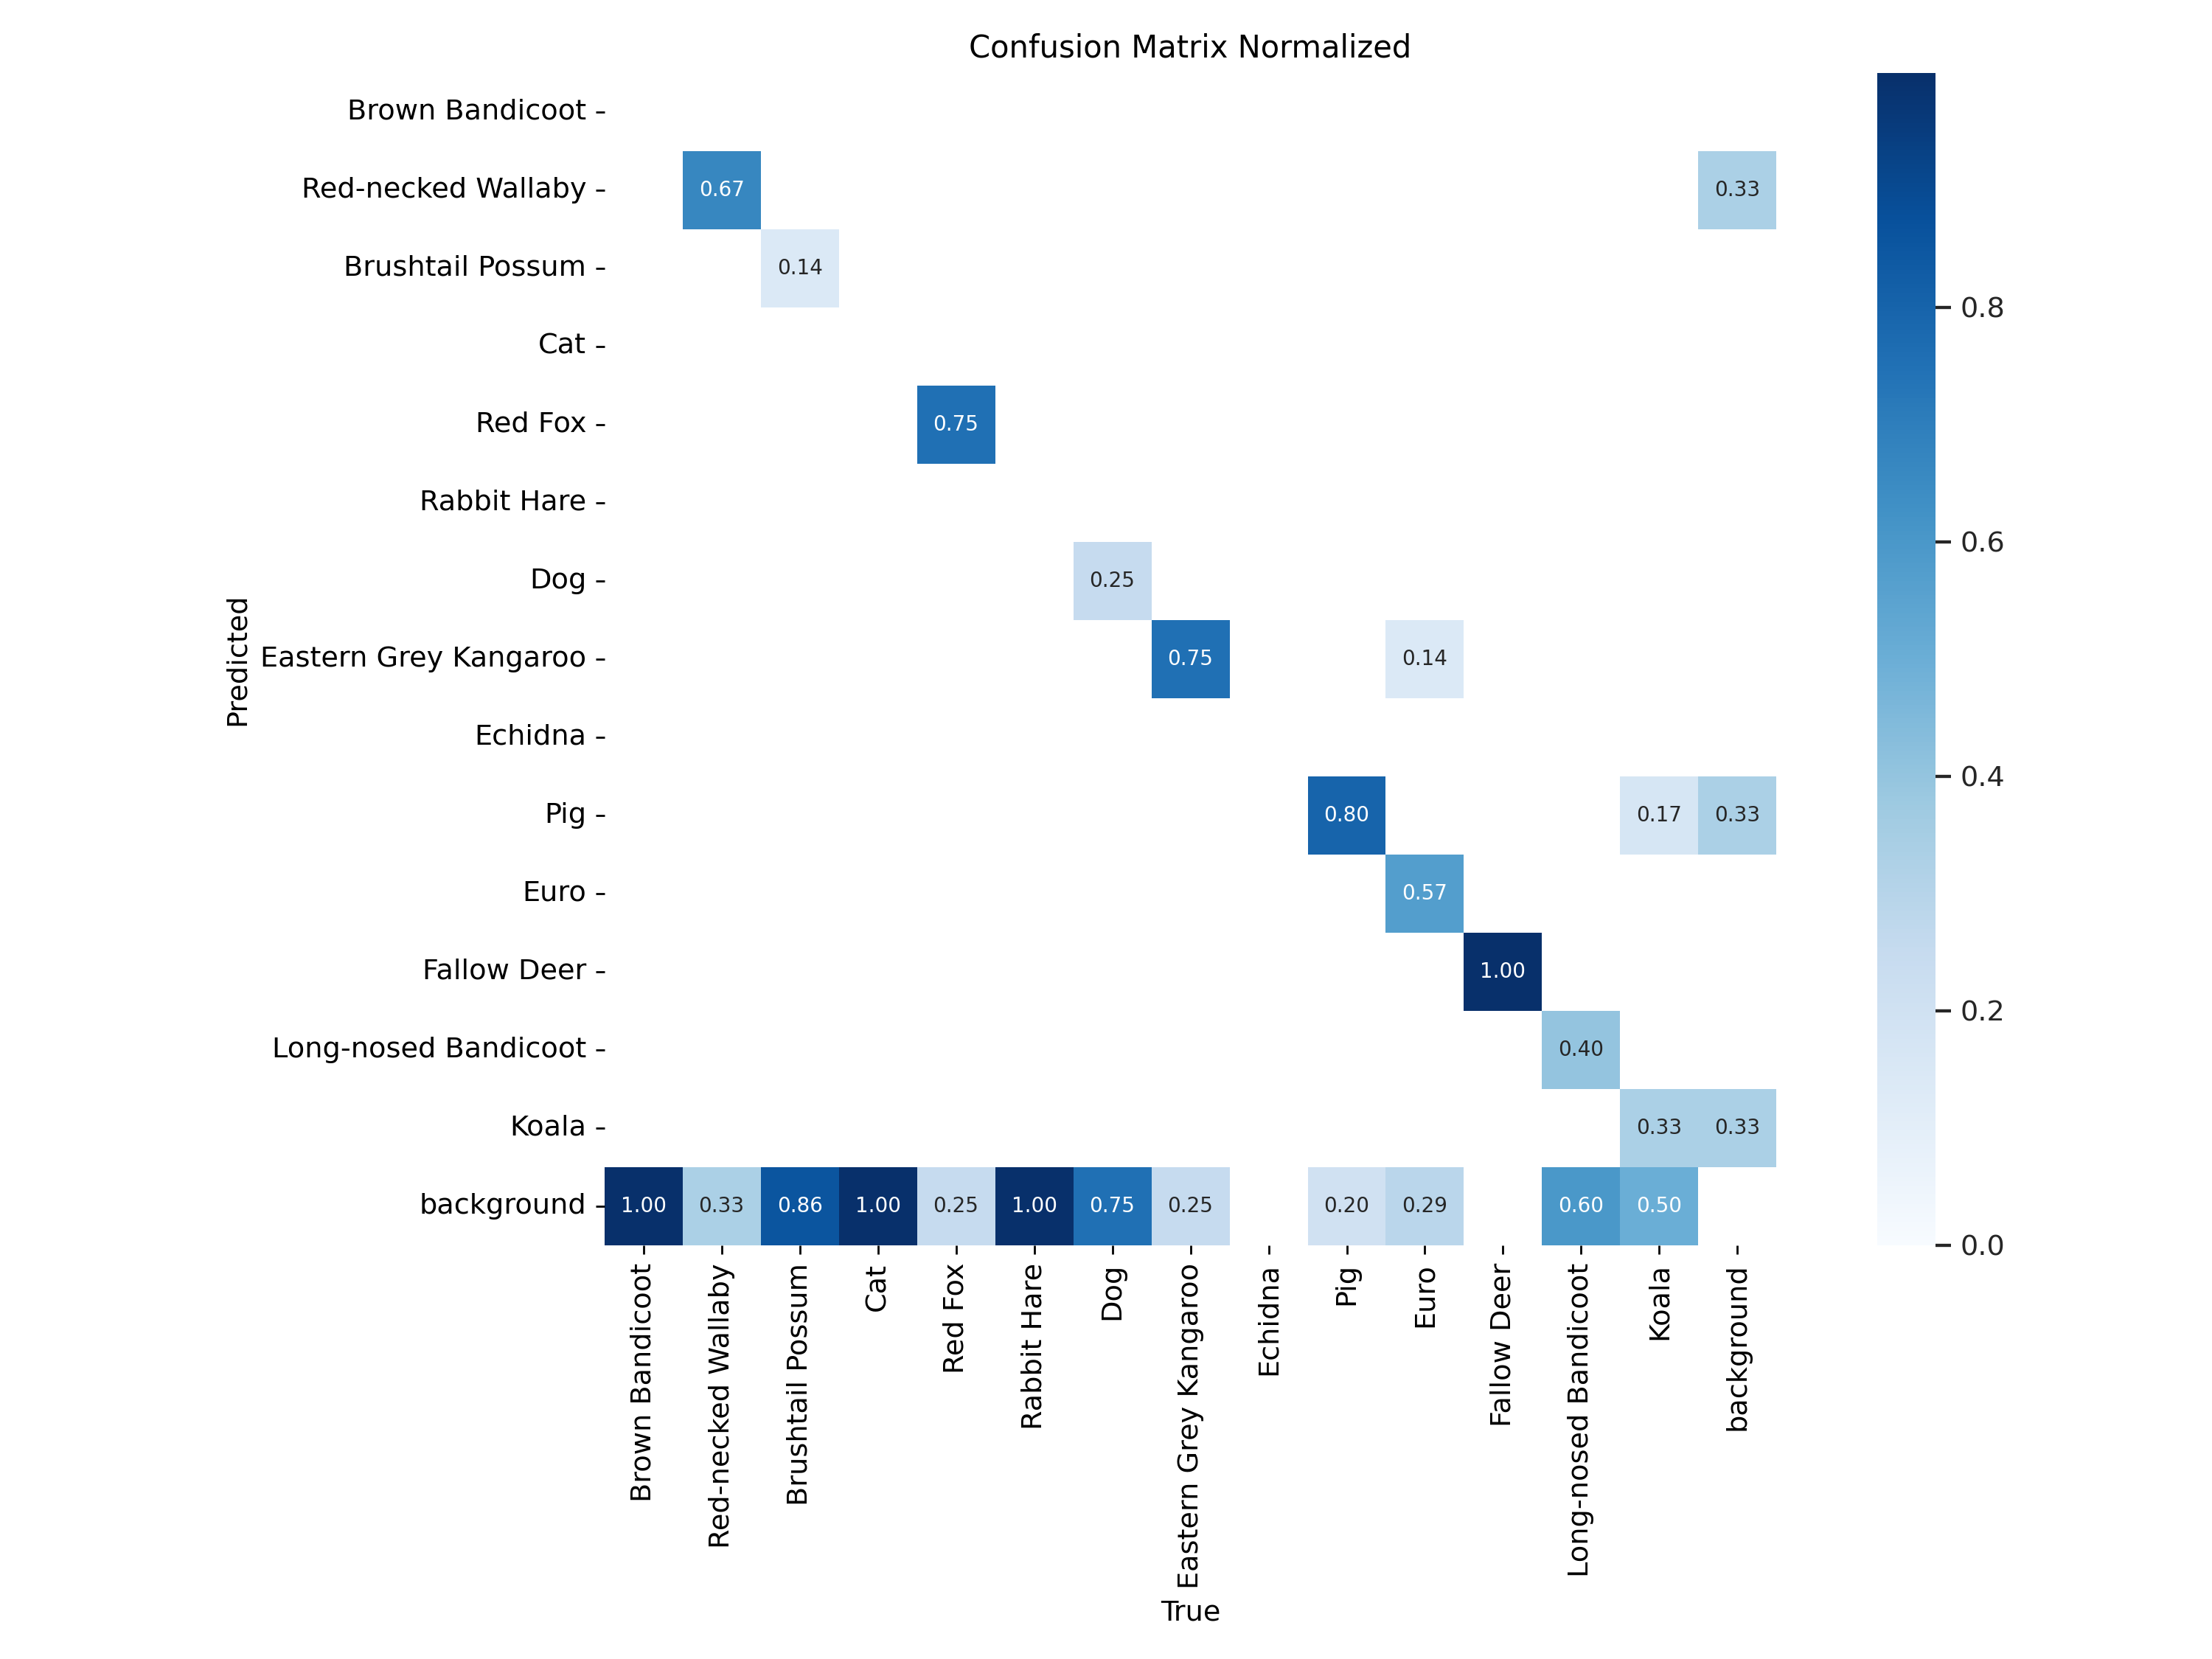 Confusion Matrix Normalized
Brown Bandicoot
Red-necked Wallaby 0.67 0.33
Brushtail Possum 0.14
Cat
Red Fox 0.75
Rabbit Hare
Dog 0.25
Eastern Grey Kangaroo 0.75 0.14
Echidna
Pig 0.80 0.17 0.33
Euro 0.57
Fallow Deer 1.00
Long-nosed Bandicoot 0.40
Koala 0.33 0.33
background 1.00 0.33 0.86 1.00 0.25 1.00 0.75 0.25 0.20 0.29 0.60 0.50
Predicted
Brown Bandicoot
Red-necked Wallaby
Brushtail Possum
Cat
Red Fox
Rabbit Hare
Dog
Eastern Grey Kangaroo
Echidna
Pig
Euro
Fallow Deer
Long-nosed Bandicoot
Koala
background
True
0.8
0.6
0.4
0.2
0.0